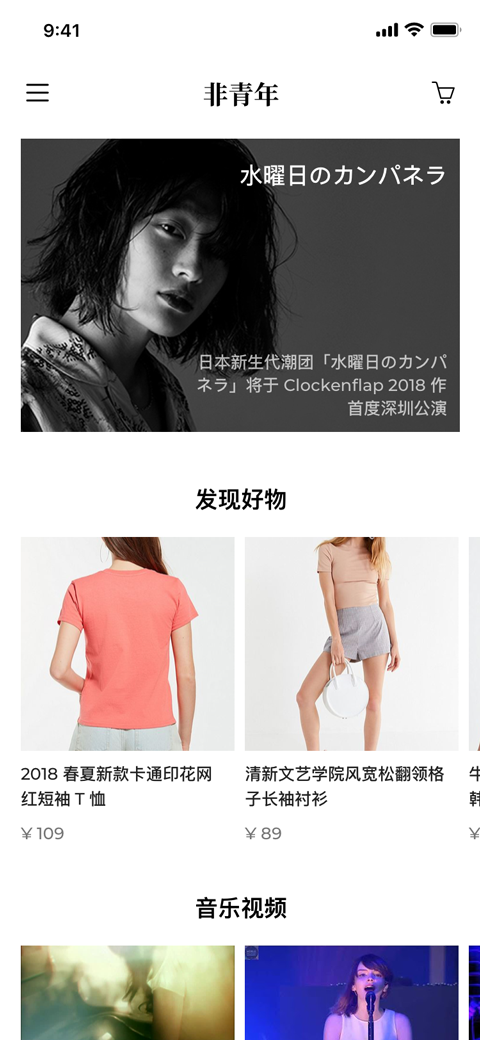 9:41
非青年
水曜日のカンパネラ
日本新生代潮团「水曜日のカンパ
ネラ」将于 Clockenflap 2018 作
首度深圳公演
发现好物
2018 春夏新款卡通印花网
红短袖 T 恤
¥ 109
清新文艺学院风宽松翻领格
子长袖衬衫
¥ 89
牛
韩
¥
音乐视频